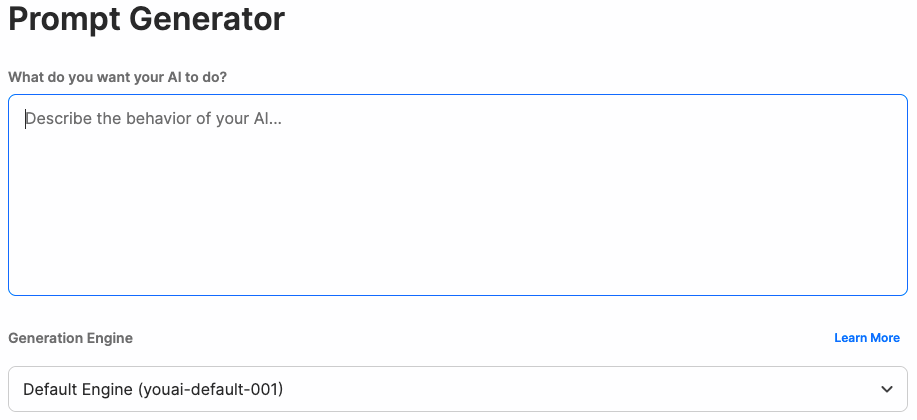 Prompt Generator
What do you want your AI to do?
Describe the behavior of your AI...
Generation Engine
Learn More
Default Engine (youai-default-001)